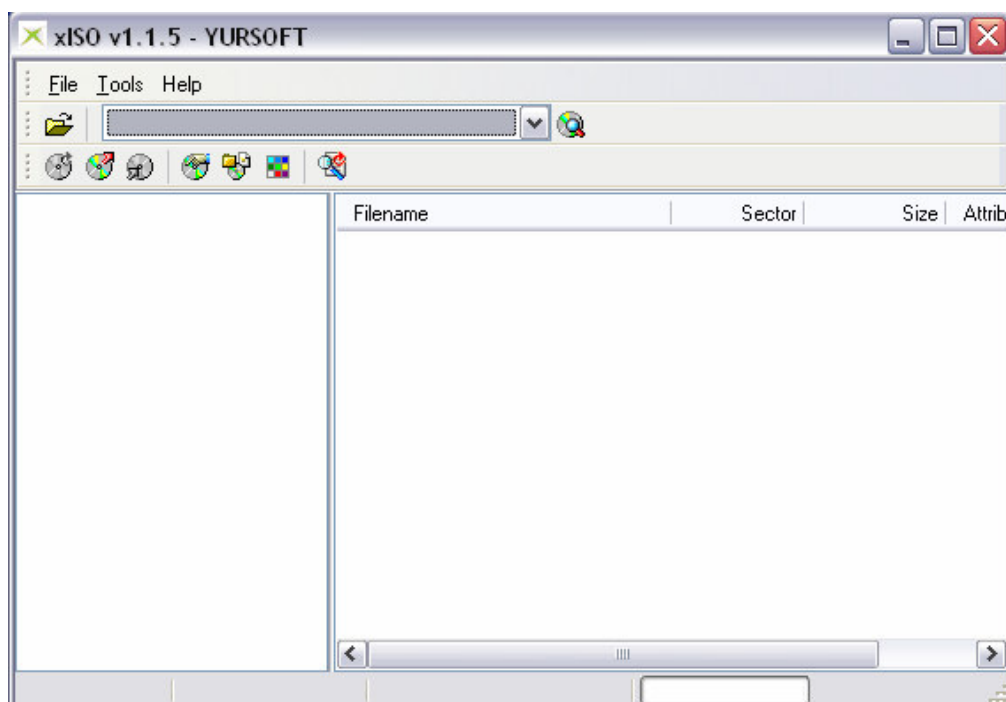 xISO v1.1.5 - YURSOFT
File Tools Help
Filename Sector Size Attrib